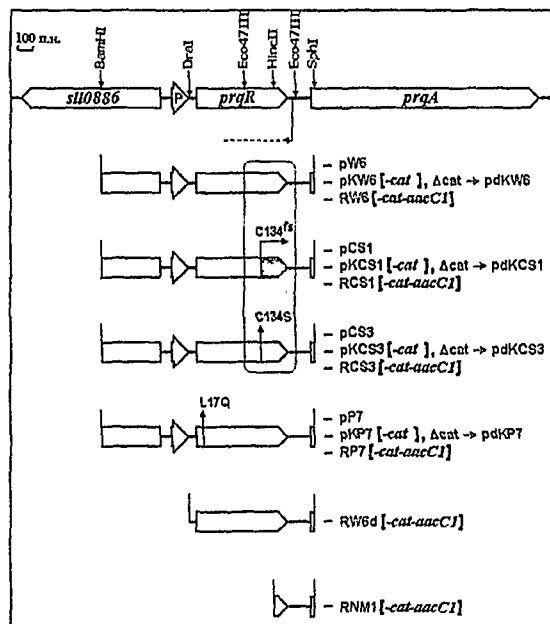 100 п.н.
BamHI
DraI
Eco47III
HincII
Eco47III
SphI
sll0886
P
prqR
prqA
– pW6
– pKW6 [-cat ], Δcat → pdKW6
– RW6 [-cat-aacC1]
C134fs
– pCS1
– pKCS1 [-cat ], Δcat → pdKCS1
– RCS1 [-cat-aacC1]
C134S
– pCS3
– pKCS3 [-cat ], Δcat → pdKCS3
– RCS3 [-cat-aacC1]
L17Q
– pP7
– pKP7 [-cat ], Δcat → pdKP7
– RP7 [-cat-aacC1]
– RW6d [-cat-aacC1]
– RNM1 [-cat-aacC1]